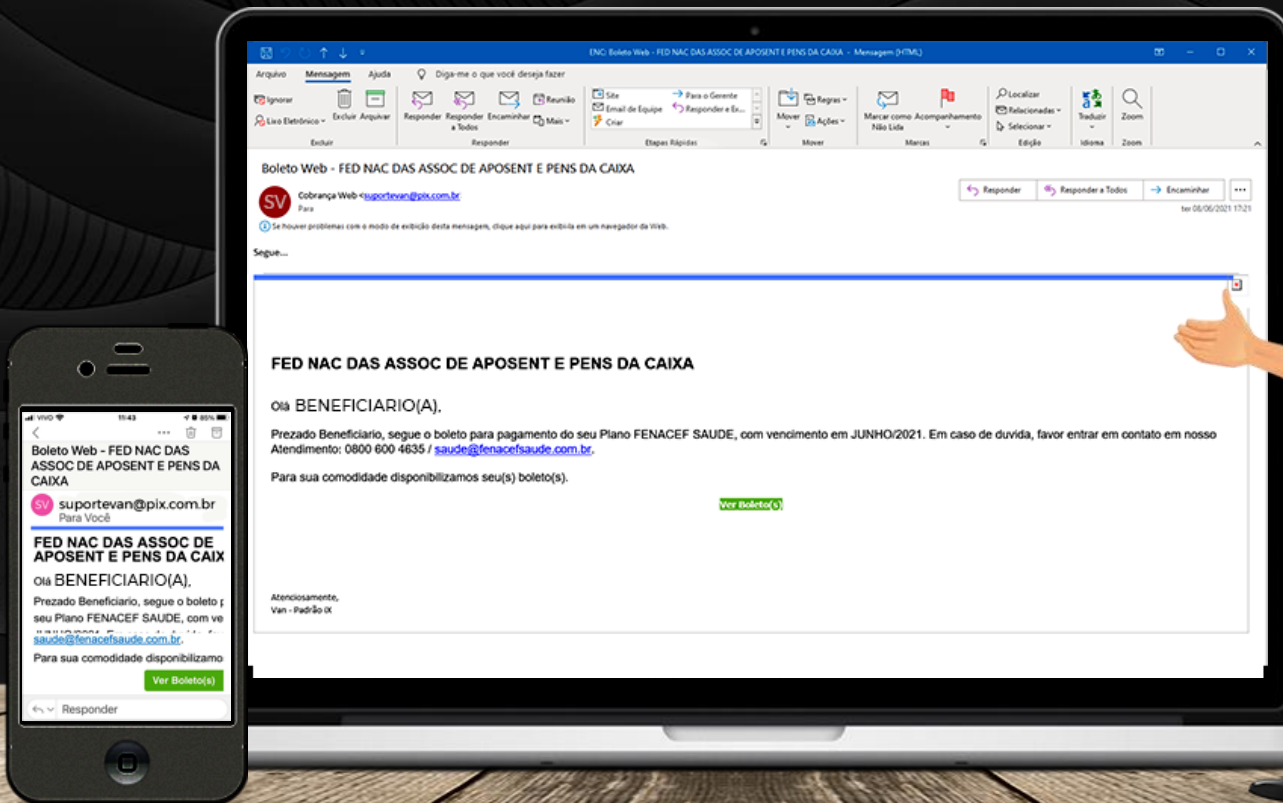 ENC: Boleto Web - FED NAC DAS ASSOC DE APOSENT E PENS DA CAIXA - Mensagem (HTML)
Arquivo Mensagem Ajuda Diga-me o que você deseja fazer
Ignorar
Lixo Eletrônico
Excluir Arquivar
Excluir
Responder Responder a Todos Encaminhar
Reunião
Mais
Responder
Site
Email de Equipe
Criar
Para o Gerente
Responder e Ex...
Etapas Rápidas
Mover
Regras
Ações
Mover
Marcar como Não Lida
Acompanhamento
Marcas
Localizar
Relacionadas
Selecionar
Edição
Traduzir
Idioma
Zoom
Zoom
Boleto Web - FED NAC DAS ASSOC DE APOSENT E PENS DA CAIXA
SV
Cobrança Web <suportevan@pix.com.br
Para
Responder Responder a Todos Encaminhar ...
ter 08/06/2021 17:21
Se houver problemas com o modo de exibição desta mensagem, clique aqui para exibi-la em um navegador da Web.
Segue...
FED NAC DAS ASSOC DE APOSENT E PENS DA CAIXA
Olá BENEFICIARIO(A),
Prezado Beneficiario, segue o boleto para pagamento do seu Plano FENACEF SAUDE, com vencimento em JUNHO/2021. Em caso de duvida, favor entrar em contato em nosso
Atendimento: 0800 600 4635 / saude@fenacefsaude.com.br.
Para sua comodidade disponibilizamos seu(s) boleto(s).
Ver Boleto(s)
Atenciosamente,
Van - Padrão iX
VIVO 11:43 85%
Boleto Web - FED NAC DAS
ASSOC DE APOSENT E PENS DA
CAIXA
SV
suportevan@pix.com.br
Para Você
FED NAC DAS ASSOC DE
APOSENT E PENS DA CAIX
Olá BENEFICIARIO(A),
Prezado Beneficiario, segue o boleto p
seu Plano FENACEF SAUDE, com ve
saude@fenacefsaude.com.br.
Para sua comodidade disponibilizamo
Ver Boleto(s)
Responder